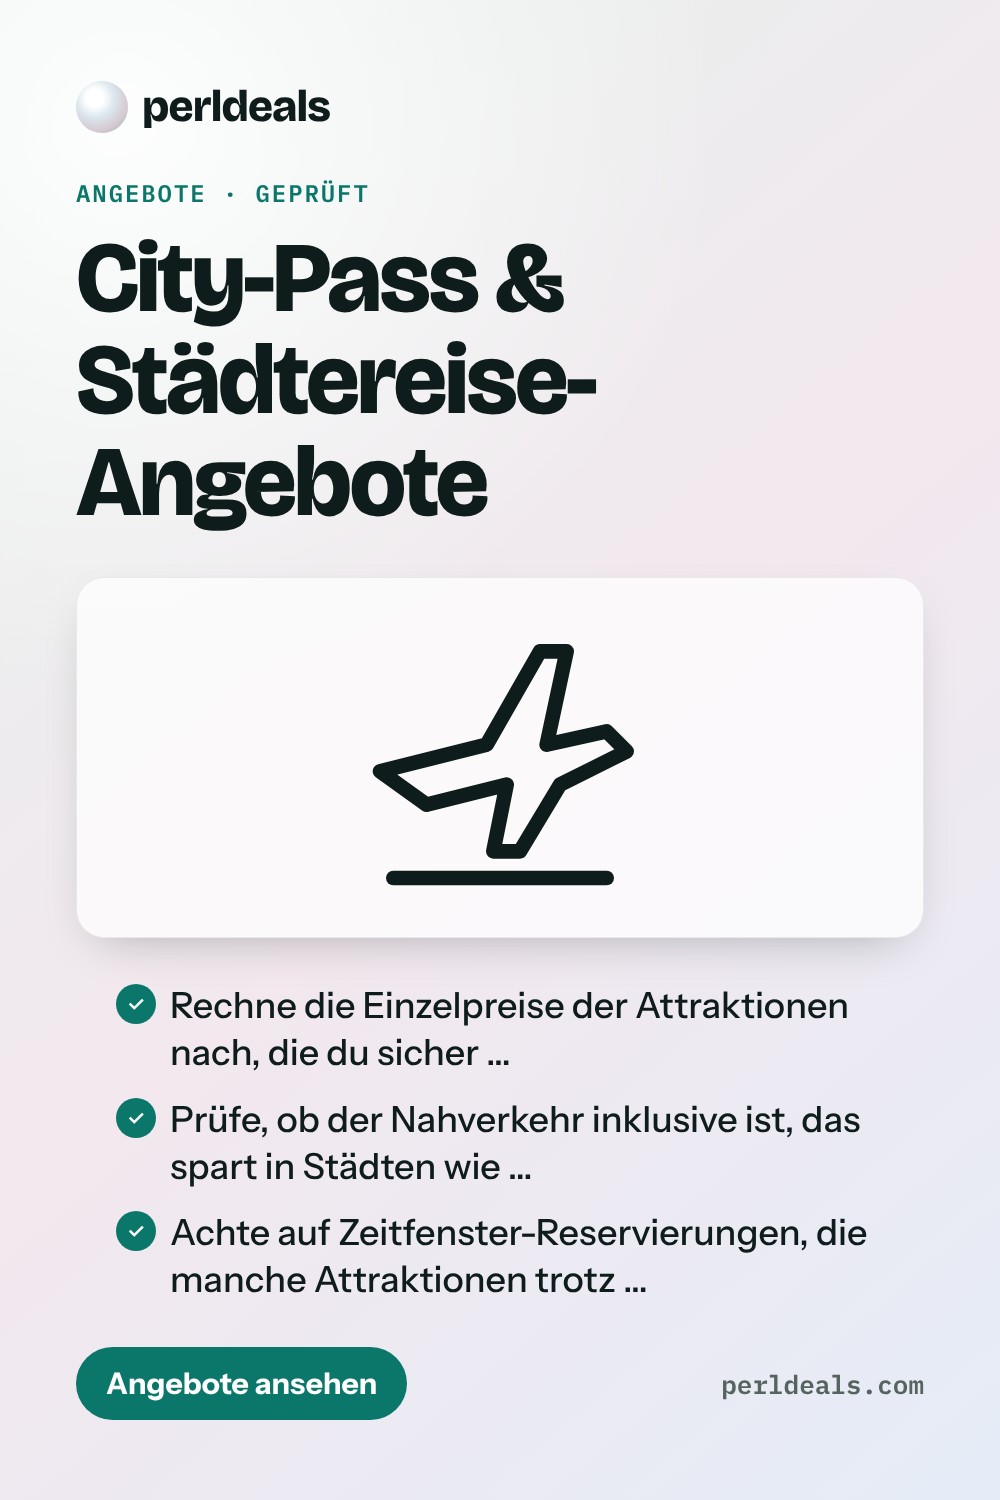 perldeals
ANGEBOTE · GEPRÜFT
City-Pass &
Städtereise-
Angebote
Rechne die Einzelpreise der Attraktionen
nach, die du sicher ...
Prüfe, ob der Nahverkehr inklusive ist, das
spart in Städten wie ...
Achte auf Zeitfenster-Reservierungen, die
manche Attraktionen trotz ...
Angebote ansehen
perldeals.com